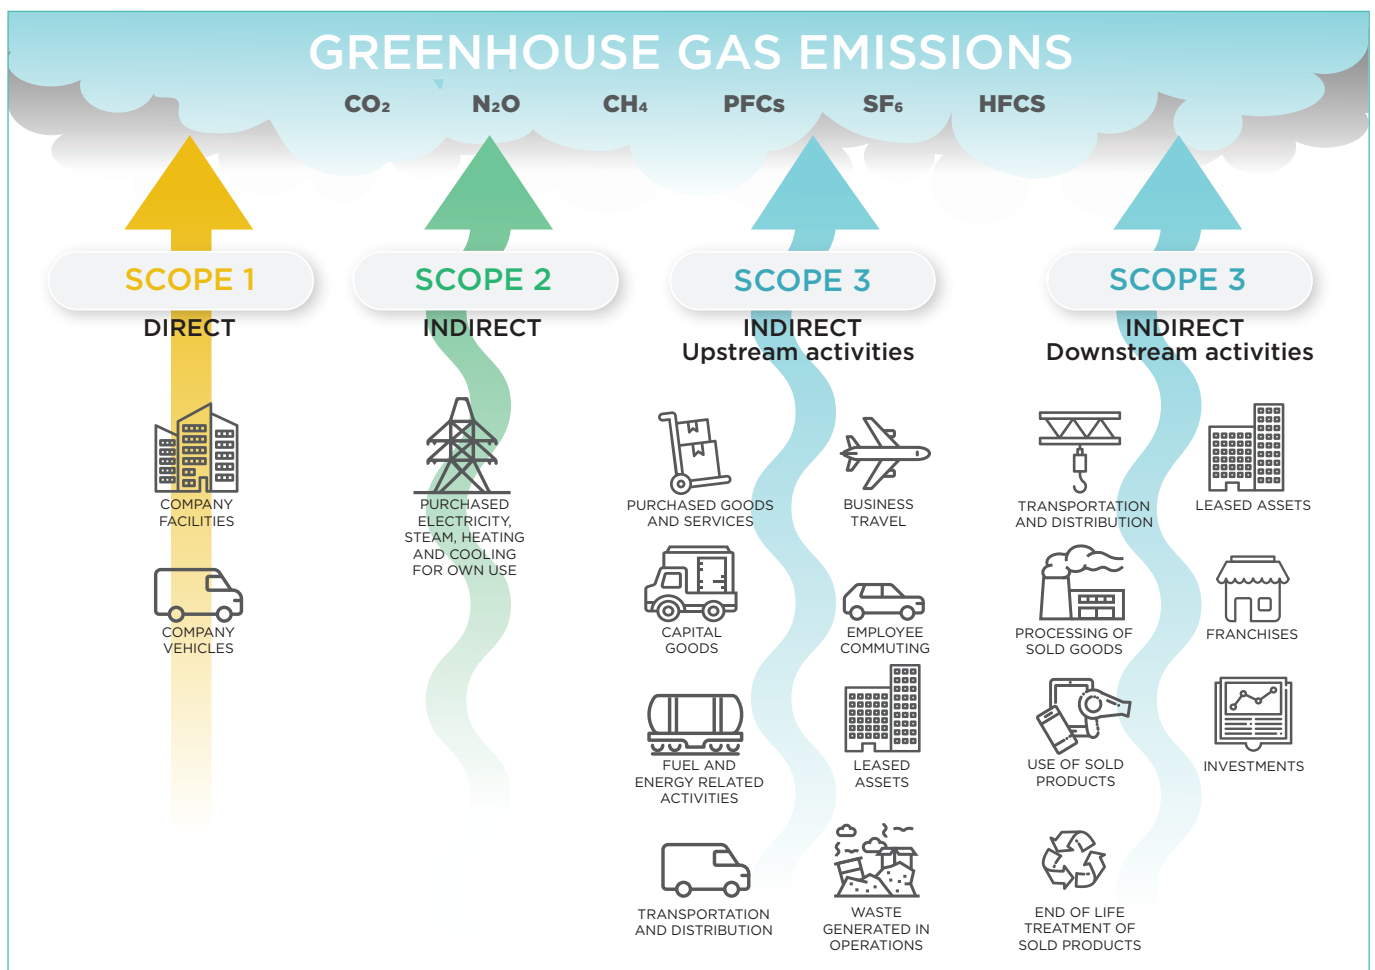 GREENHOUSE GAS EMISSIONS
CO₂ N₂O CH₄ PFCs SF₆ HFCS
SCOPE 1
DIRECT
COMPANY
FACILITIES
COMPANY
VEHICLES
SCOPE 2
INDIRECT
PURCHASED
ELECTRICITY,
STEAM, HEATING
AND COOLING
FOR OWN USE
SCOPE 3
INDIRECT
Upstream activities
PURCHASED GOODS
AND SERVICES
BUSINESS
TRAVEL
CAPITAL
GOODS
EMPLOYEE
COMMUTING
FUEL AND
ENERGY RELATED
ACTIVITIES
LEASED
ASSETS
TRANSPORTATION
AND DISTRIBUTION
WASTE
GENERATED IN
OPERATIONS
SCOPE 3
INDIRECT
Downstream activities
TRANSPORTATION
AND DISTRIBUTION
LEASED ASSETS
PROCESSING OF
SOLD GOODS
FRANCHISES
USE OF SOLD
PRODUCTS
INVESTMENTS
END OF LIFE
TREATMENT OF
SOLD PRODUCTS